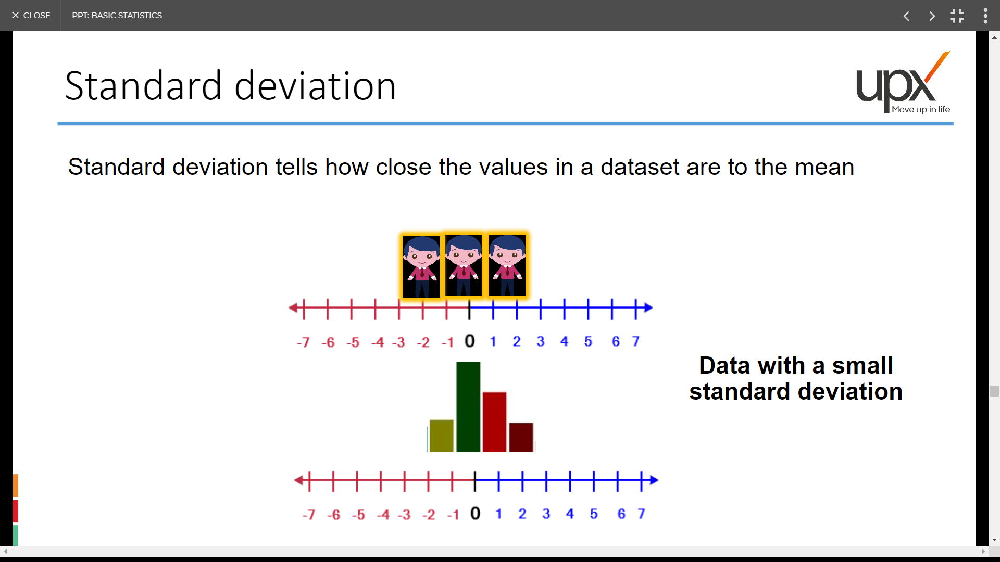 CLOSE
PPT: BASIC STATISTICS
Standard deviation
upx
Move up in life
Standard deviation tells how close the values in a dataset are to the mean
-7 -6 -5 -4 -3 -2 -1 0 1 2 3 4 5 6 7
Data with a small
standard deviation
-7 -6 -5 -4 -3 -2 -1 0 1 2 3 4 5 6 7